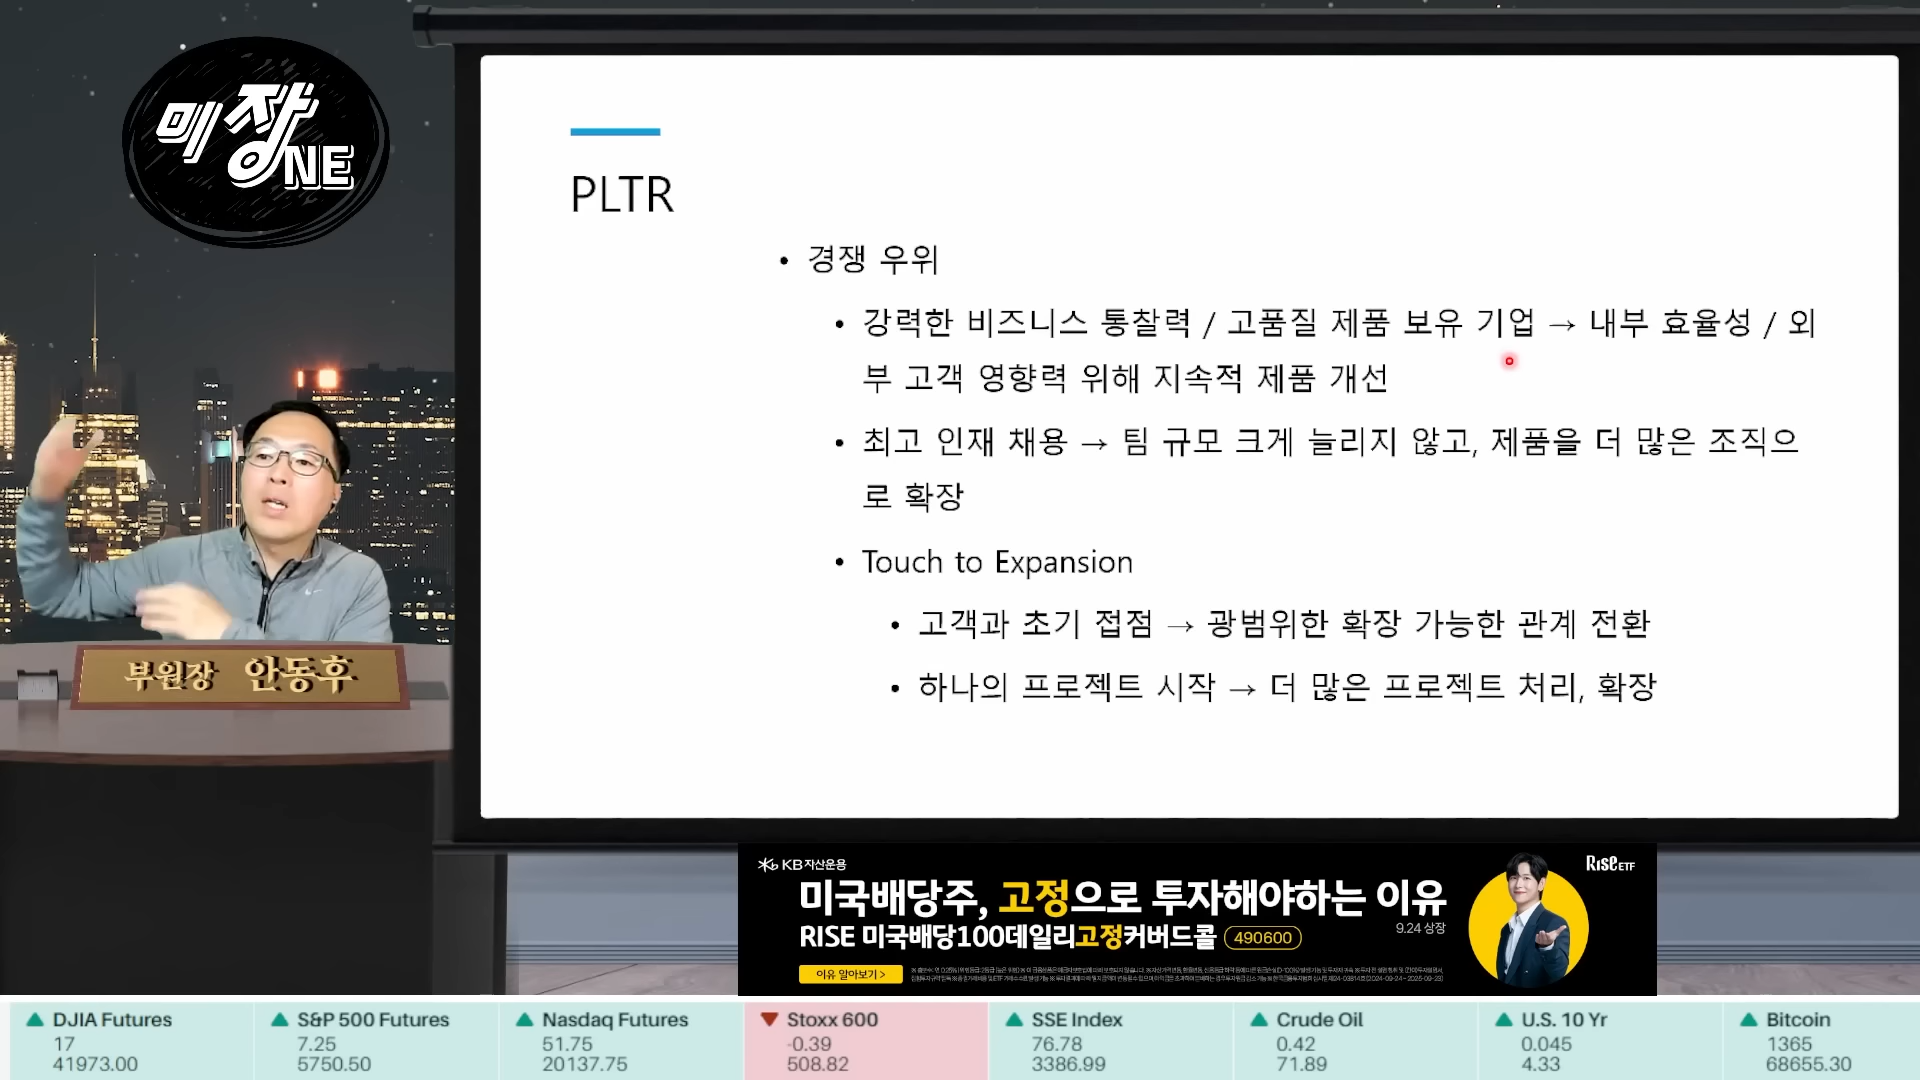 미장NE
PLTR
• 경쟁 우위
• 강력한 비즈니스 통찰력 / 고품질 제품 보유 기업 → 내부 효율성 / 외
부 고객 영향력 위해 지속적 제품 개선
• 최고 인재 채용 → 팀 규모 크게 늘리지 않고, 제품을 더 많은 조직으
로 확장
• Touch to Expansion
• 고객과 초기 접점 → 광범위한 확장 가능한 관계 전환
• 하나의 프로젝트 시작 → 더 많은 프로젝트 처리, 확장
부원장 안동후
KB자산운용
RISE ETF
미국배당주, 고정으로 투자해야하는 이유
9.24 상장
RISE 미국배당100데일리고정커버드콜 490600
이유 알아보기 >
DJIA Futures
17
41973.00
S&P 500 Futures
7.25
5750.50
Nasdaq Futures
51.75
20137.75
Stoxx 600
-0.39
508.82
SSE Index
76.78
3386.99
Crude Oil
0.42
71.89
U.S. 10 Yr
0.045
4.33
Bitcoin
1365
68655.30